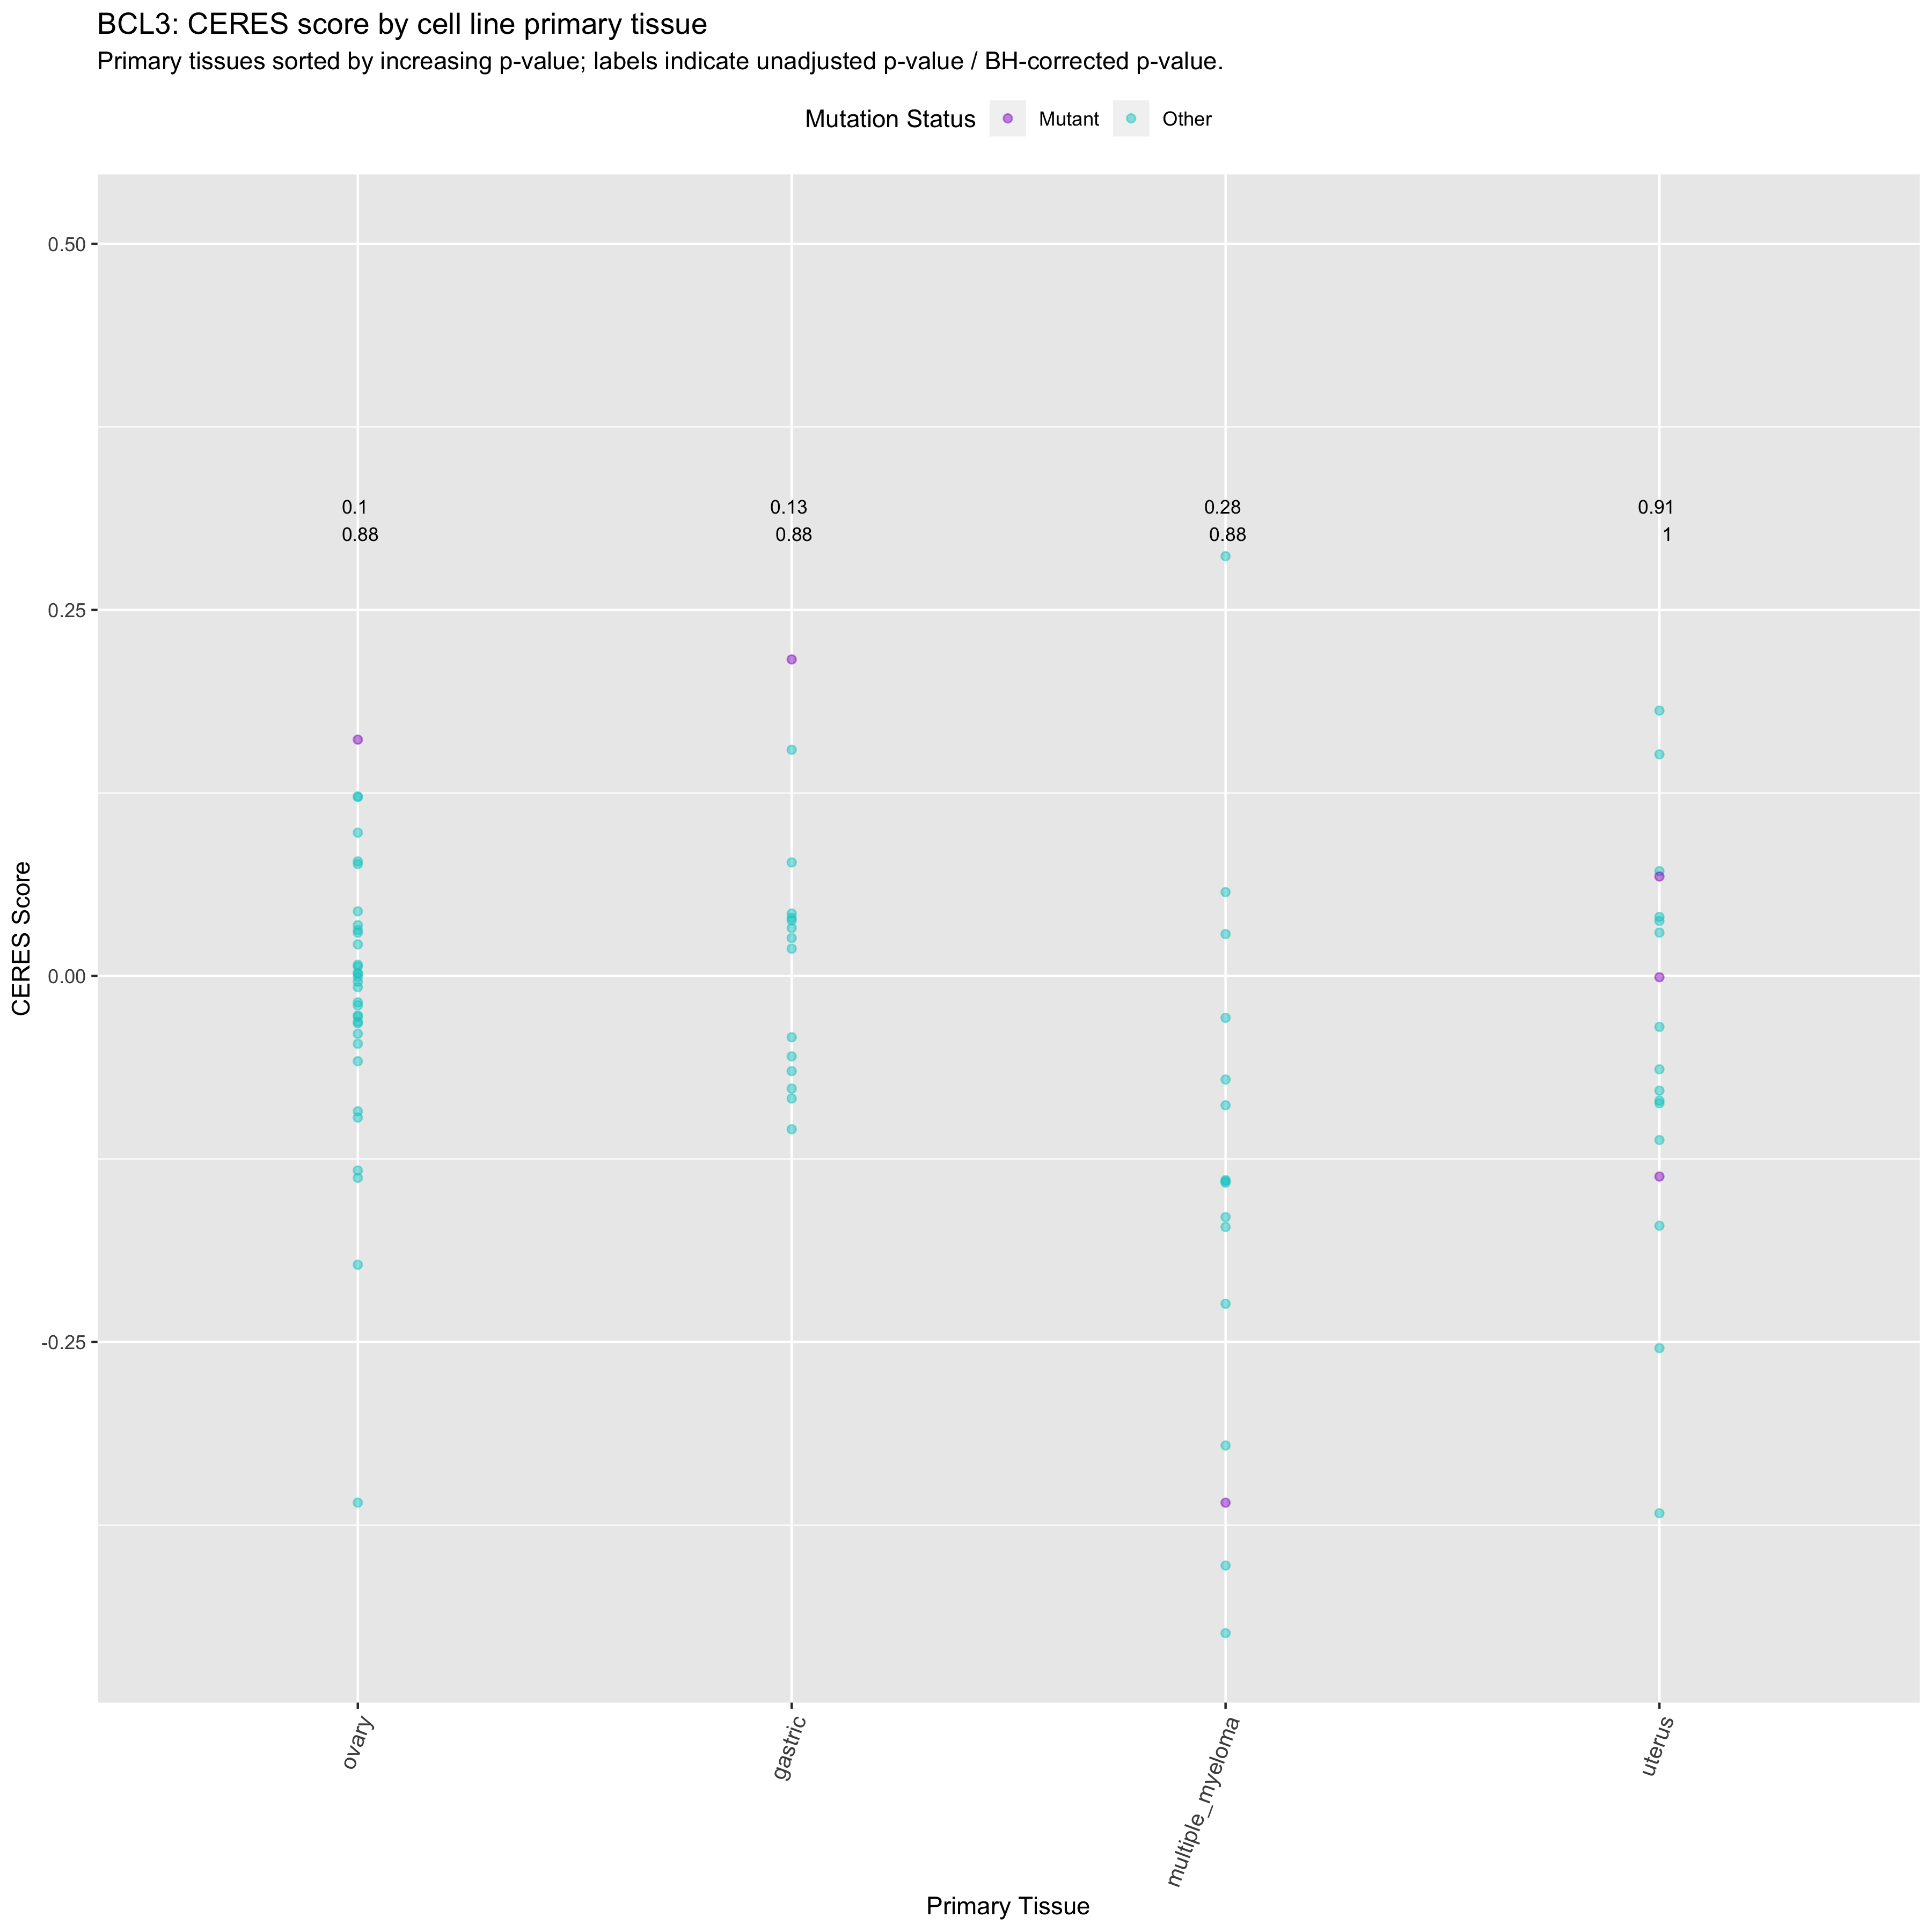 BCL3: CERES score by cell line primary tissue
Primary tissues sorted by increasing p-value; labels indicate unadjusted p-value / BH-corrected p-value.
Mutation Status Mutant Other
0.50
0.1 0.13 0.28 0.91
0.88 0.88 0.88 1
0.25
CERES Score
0.00
-0.25
ovary gastric multiple_myeloma uterus
Primary Tissue